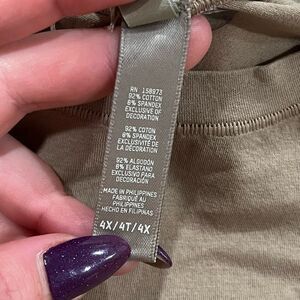 RN 158973
92% COTTON
8% SPANDEX
EXCLUSIVE OF
DECORATION
92% COTON
8% SPANDEX
EXCLUSIVITÉ
DE LA DÉCORATION
92% ALGODÓN
8% ELASTANO
EXCLUSIVO PARA
DECORACIÓN
MADE IN PHILIPPINES
FABRIQUÉ AU
PHILIPPINES
HECHO EN FILIPINAS
4X/4T/4X